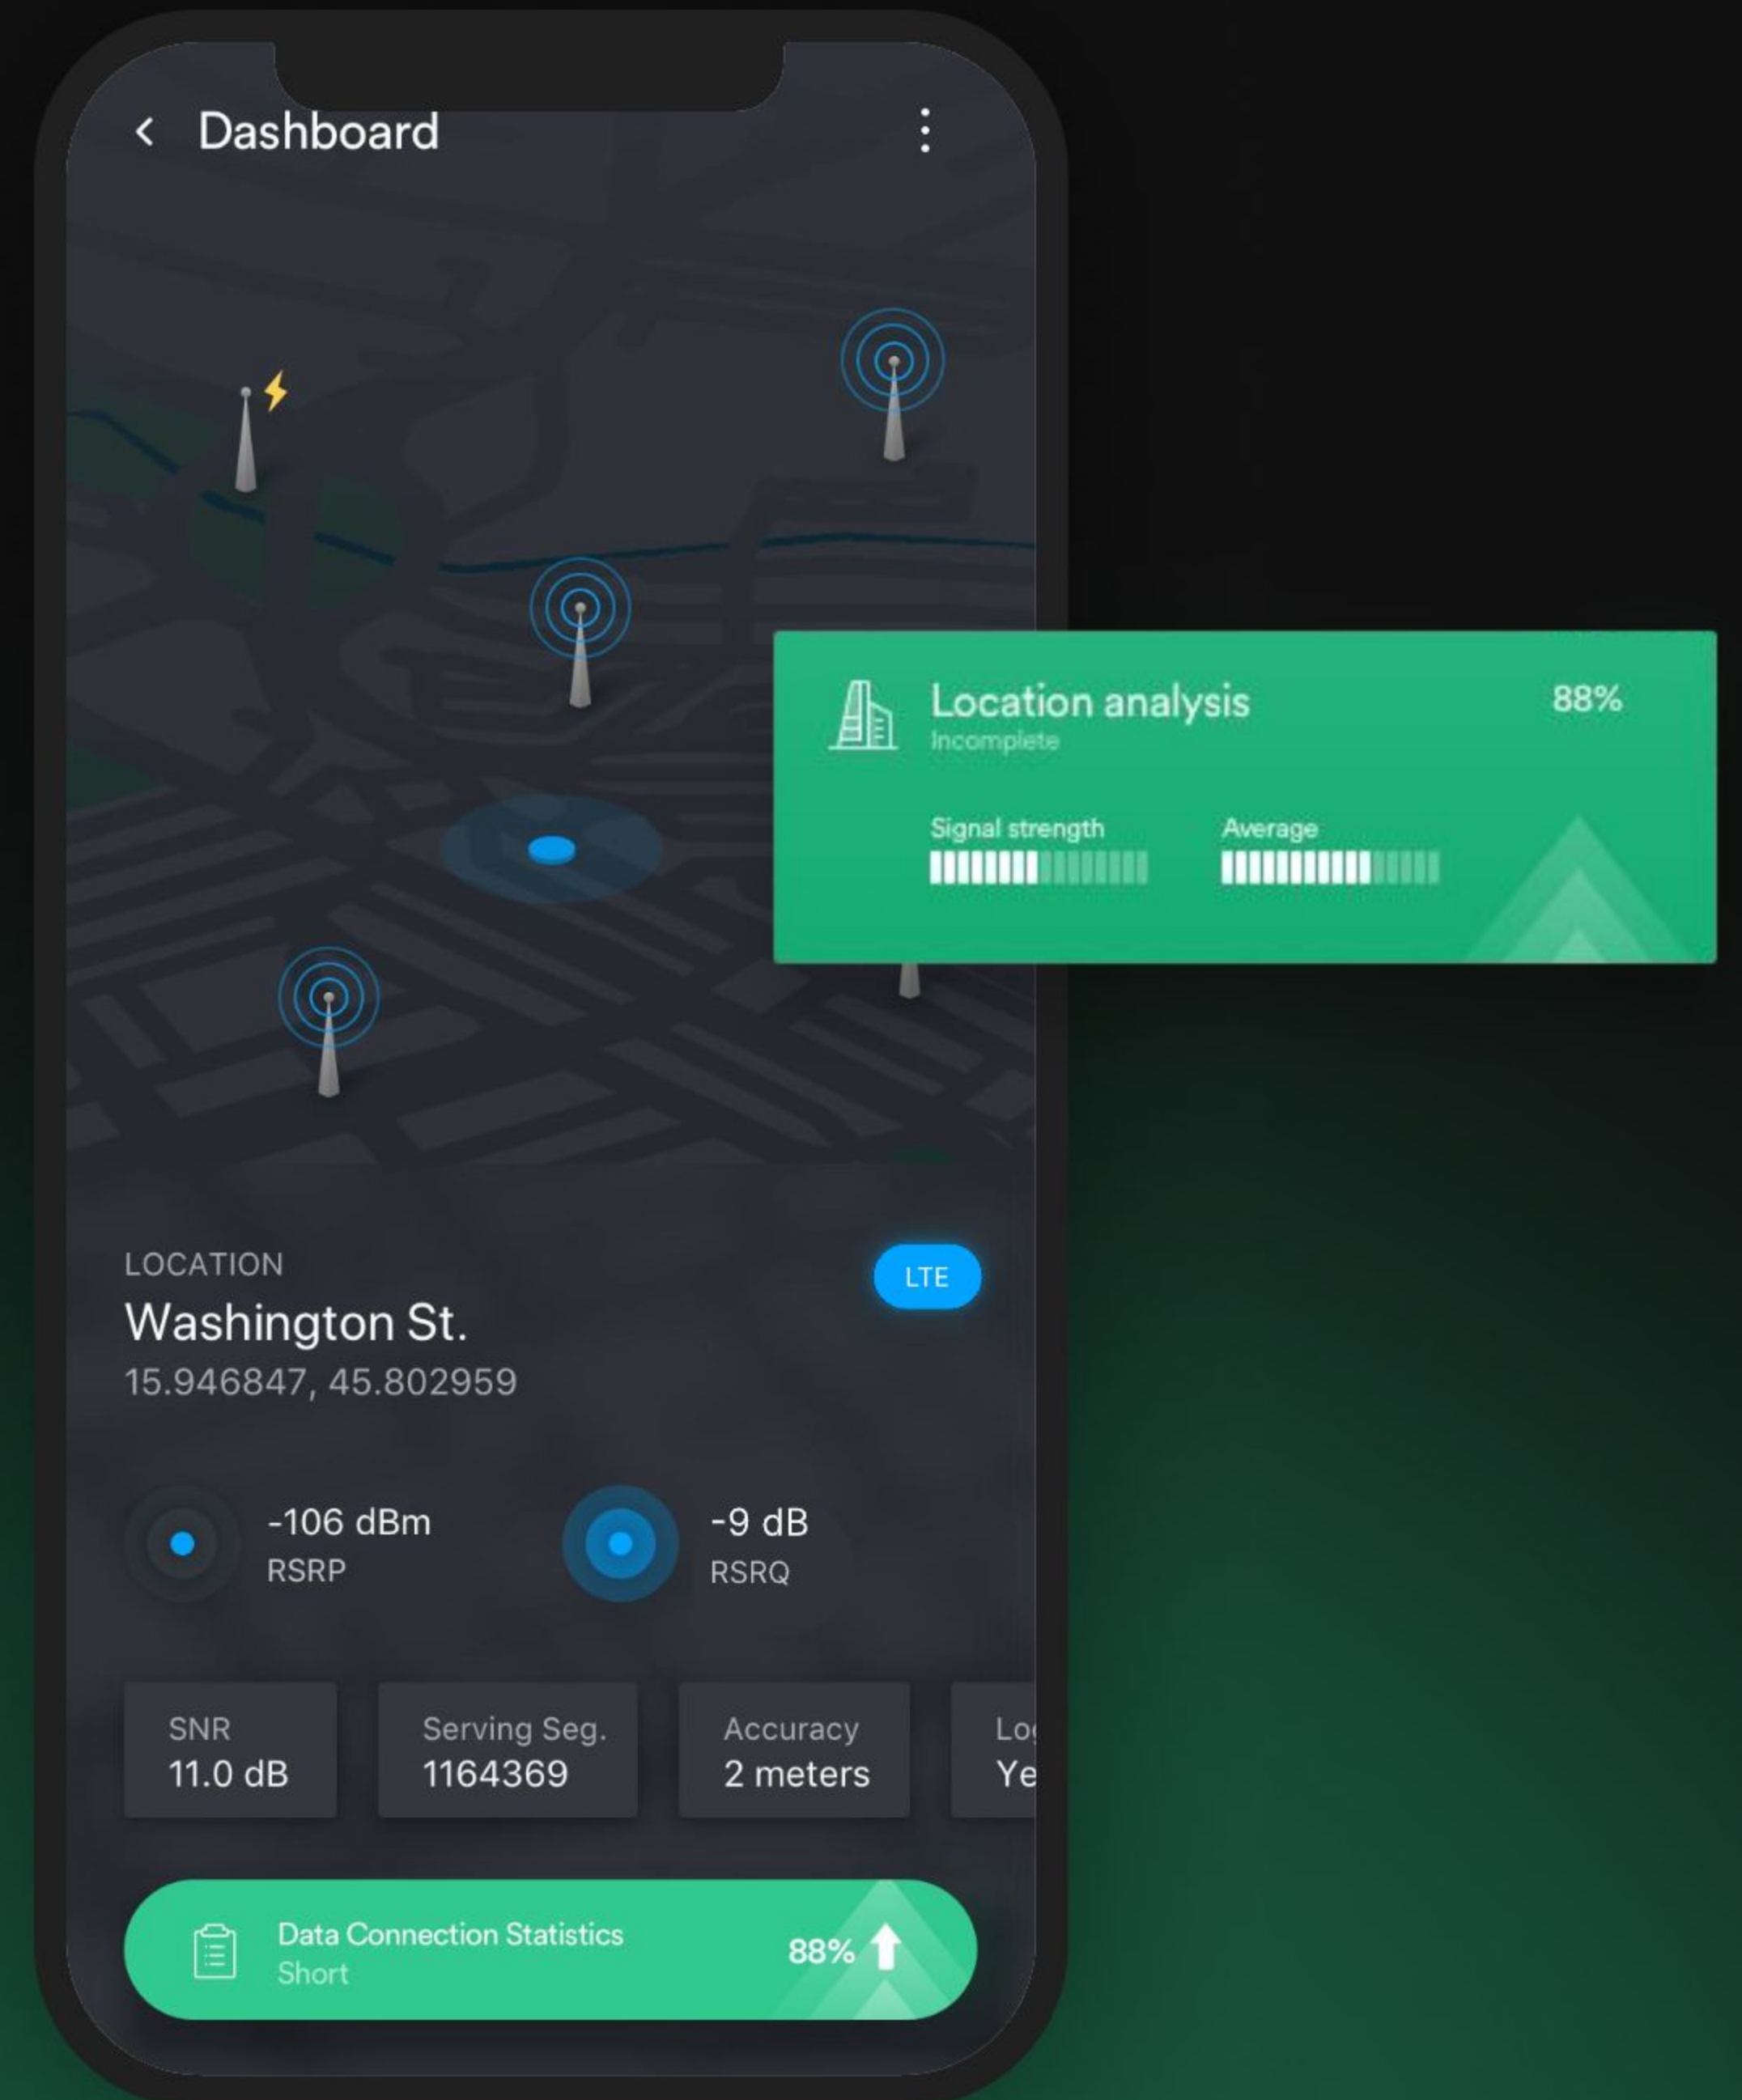 Dashboard
Location analysis
88%
Incomplete
Signal strength
Average
LOCATION
LTE
Washington St.
15.946847, 45.802959
-106 dBm
RSRP
-9 dB
RSRQ
SNR
11.0 dB
Serving Seg.
1164369
Accuracy
2 meters
Data Connection Statistics
Short
88%